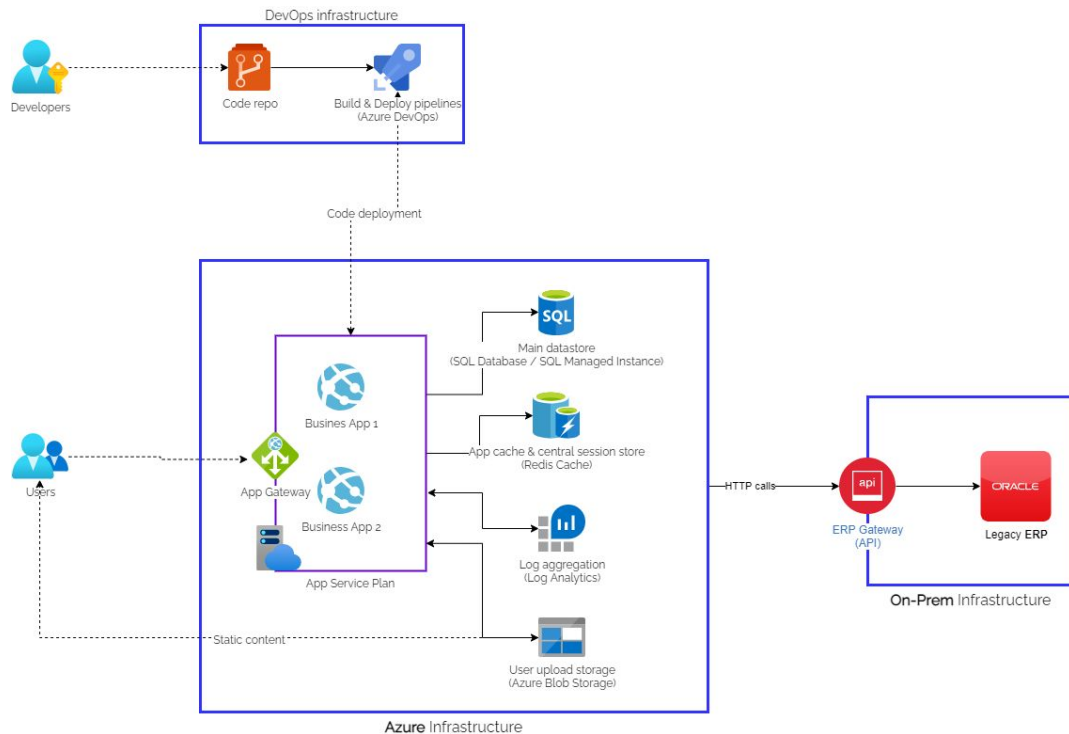 DevOps infrastructure
Developers
Code repo
Build & Deploy pipelines
(Azure DevOps)
Code deployment
SQL
Main datastore
(SQL Database / SQL Managed Instance)
Busines App 1
App cache & central session store
(Redis Cache)
Users
App Gateway
Business App 2
HTTP calls
api
ERP Gateway
(API)
ORACLE
Legacy ERP
Log aggregation
(Log Analytics)
App Service Plan
On-Prem Infrastructure
Static content
User upload storage
(Azure Blob Storage)
Azure Infrastructure